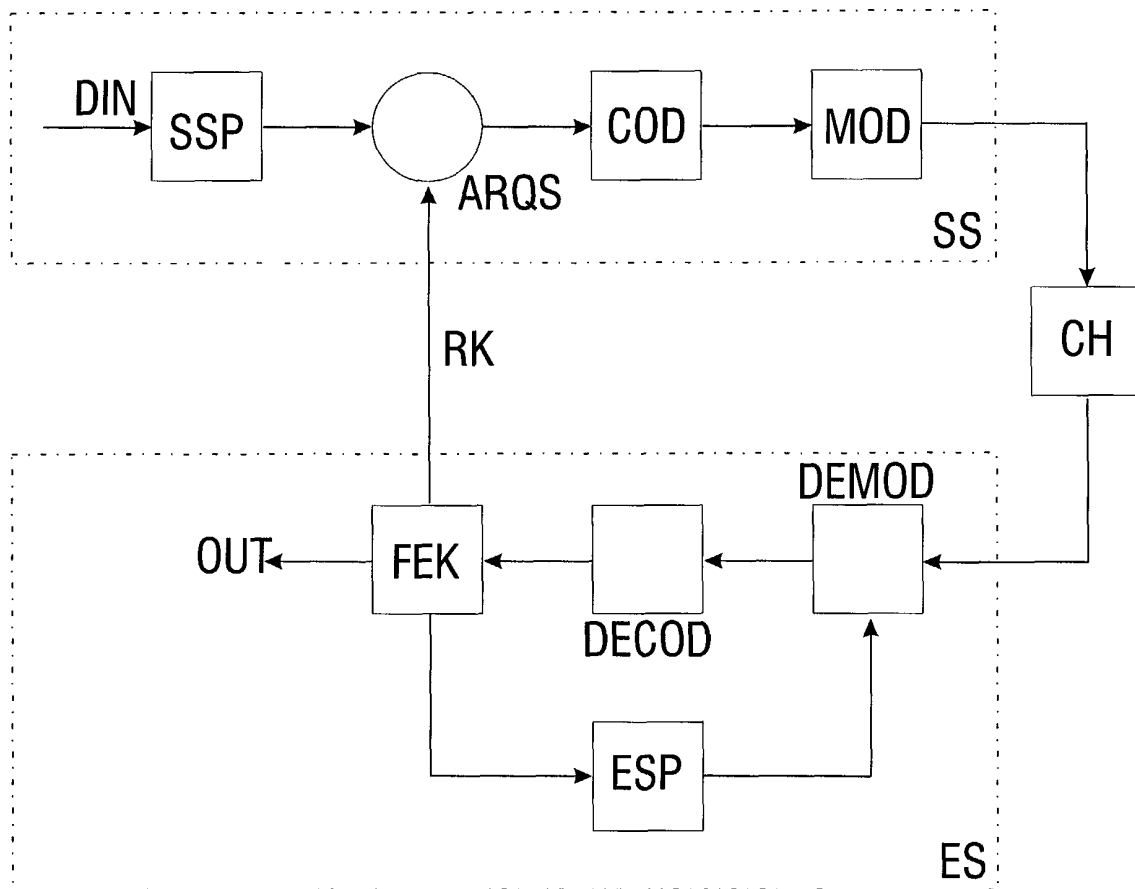 DIN
SSP
ARQS
COD
MOD
SS
CH
RK
DEMOD
OUT
FEK
DECOD
ESP
ES